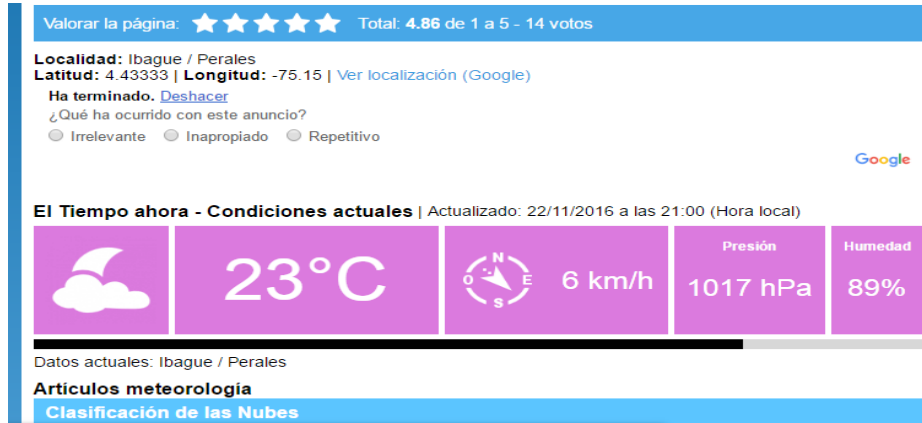 Valorar la página: Total: 4.86 de 1 a 5 - 14 votos
Localidad: Ibague / Perales
Latitud: 4.43333 | Longitud: -75.15 | Ver localización (Google)
Ha terminado. Deshacer
¿Qué ha ocurrido con este anuncio?
Irrelevante Inapropiado Repetitivo
Google
El Tiempo ahora - Condiciones actuales | Actualizado: 22/11/2016 a las 21:00 (Hora local)
Presión Humedad
23°C N O E S 6 km/h 1017 hPa 89%
Datos actuales: Ibague / Perales
Artículos meteorología
Clasificación de las Nubes